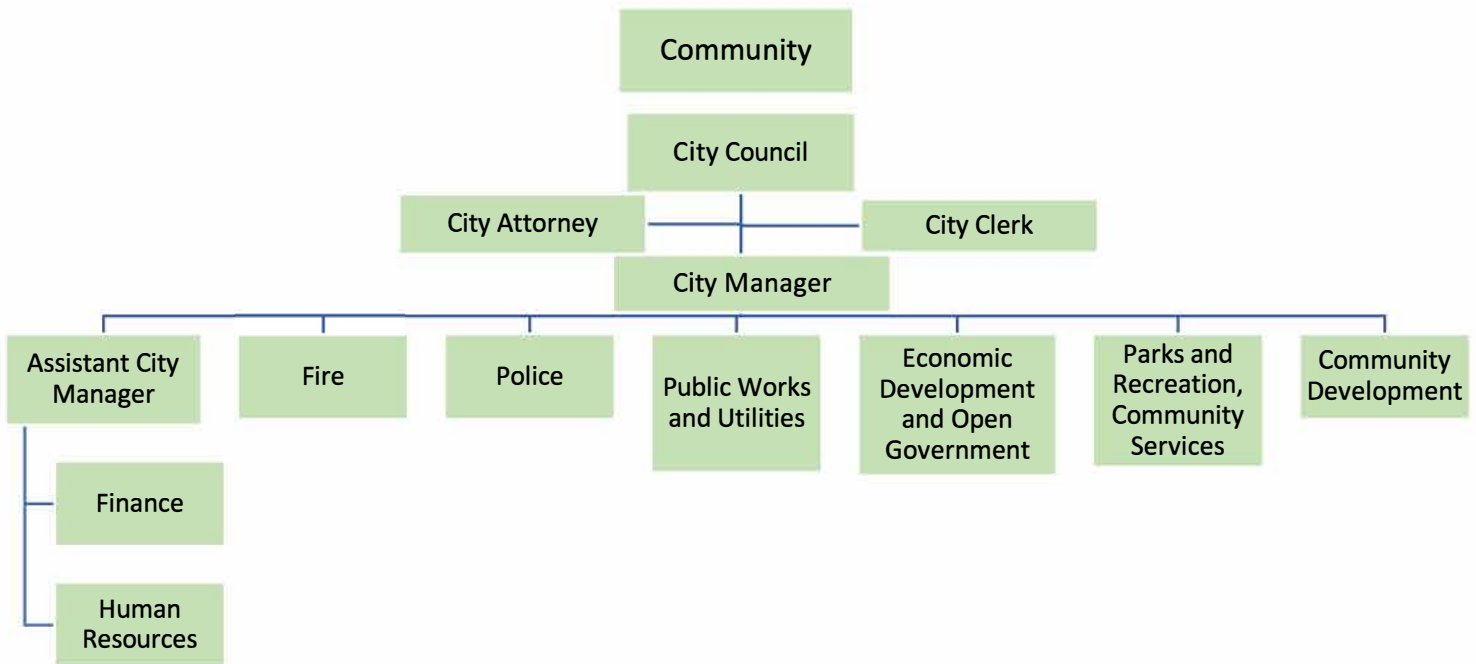 Community
City Council
City Attorney
City Clerk
City Manager
Assistant City
Manager
Fire
Police
Public Works
and Utilities
Economic
Development
and Open
Government
Parks and
Recreation,
Community
Services
Community
Development
Finance
Human
Resources